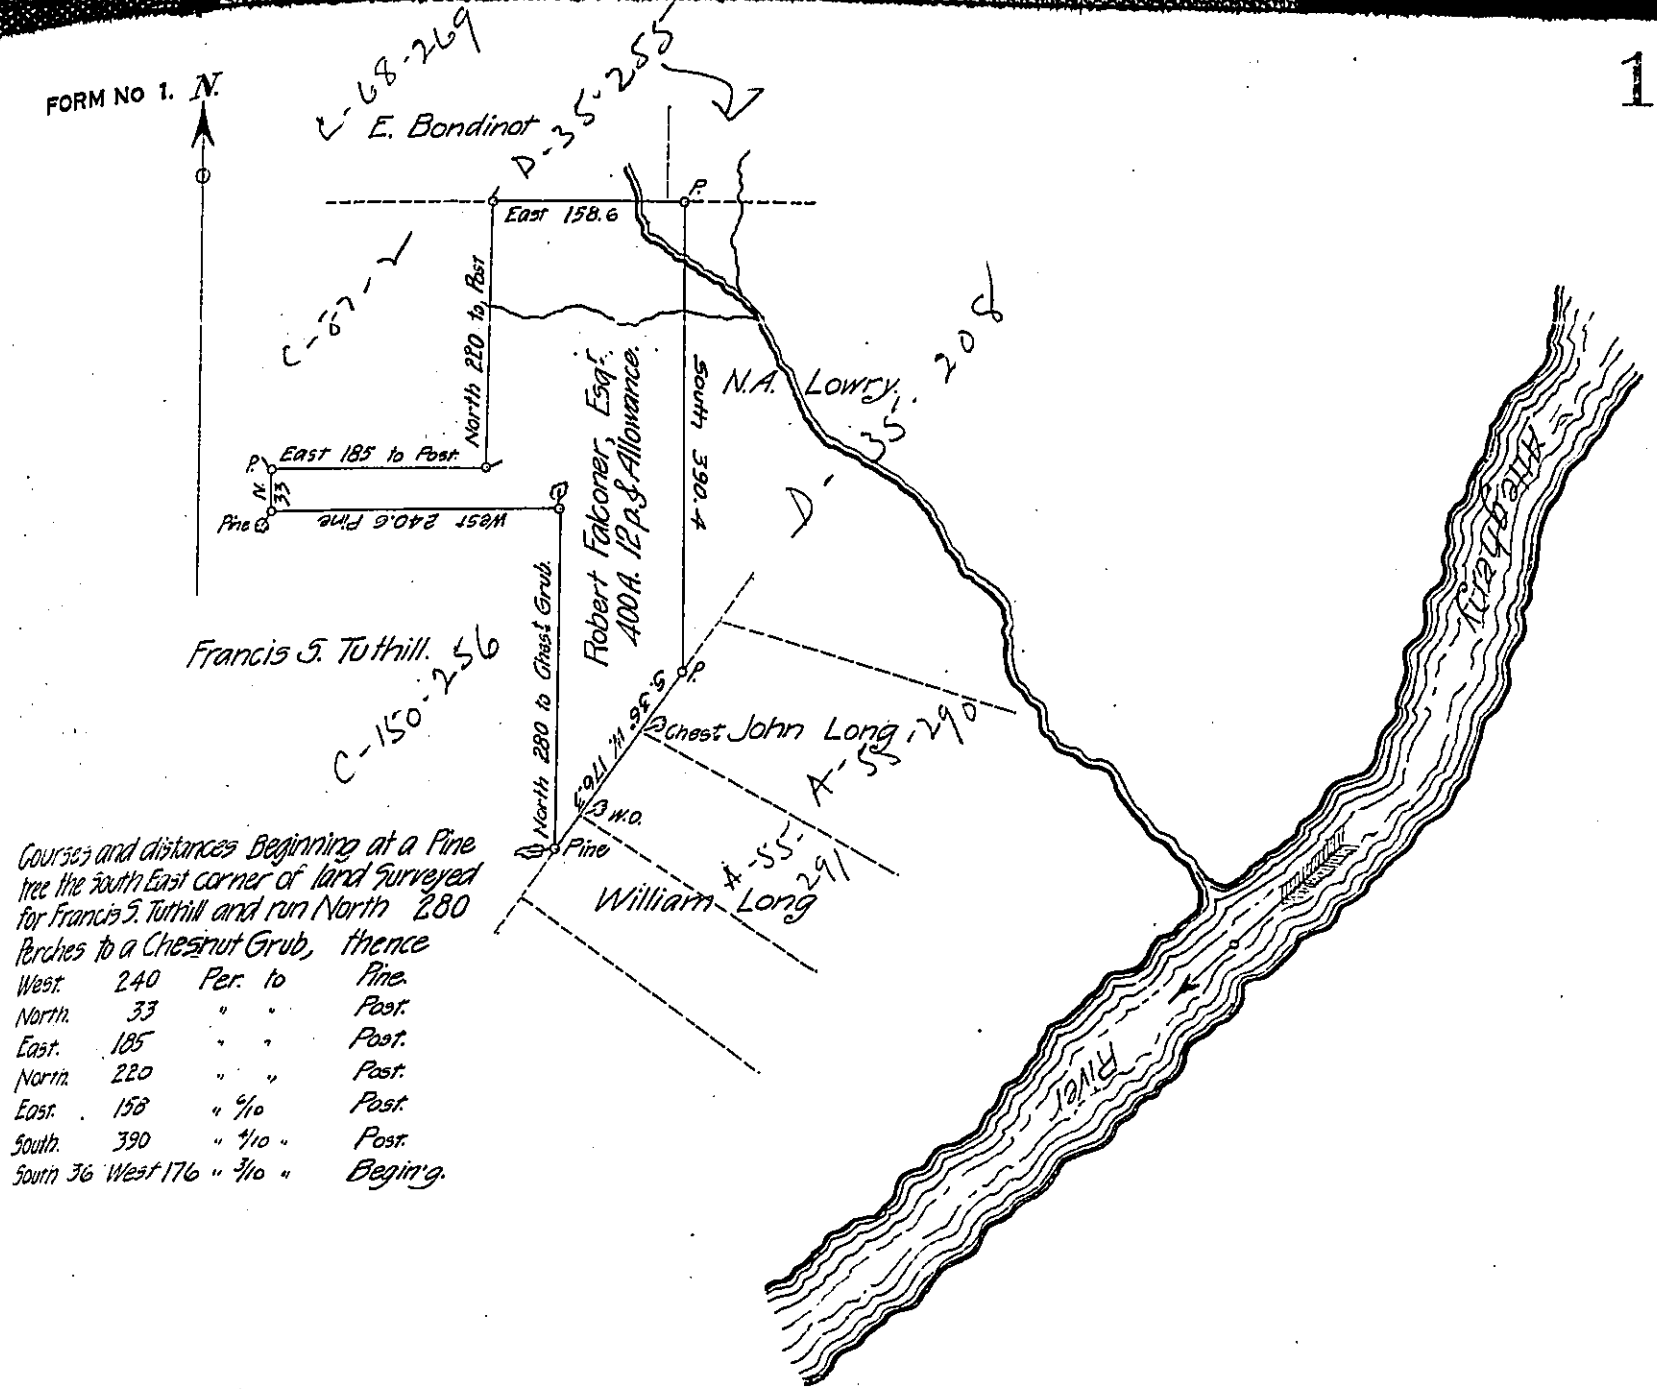 FORM NO 1. N.
1
C-68-269
D-35-255
E. Bondinot
P.
East 158.6
North 220 to Post
South 390.4
N.A. Lowry.
D-35-208
Robert Falconer, Esqr.
400 A. 12 p. & Allowance.
P.
East 185 to Post.
N. 33
Pine
West 240.6 Pine
North 280 to Chest Grub.
Francis S. Tuthill.
C-150-256
P.
S. 36° W. 176.3
Chest
John Long
A-55-290
W.O.
Pine
William Long
A-55-291
Allegheny
River
Courses and distances Beginning at a Pine
tree the South East corner of land Surveyed
for Francis S. Tuthill and run North 280
Perches to a Chesnut Grub, thence
West. 240 Per. to Pine.
North. 33 " " Post.
East. 185 " " Post.
North. 220 " " Post.
East. 158 " 6/10 Post.
South. 390 " 4/10 " Post.
South 36 West 176 " 3/10 " Begin'g.